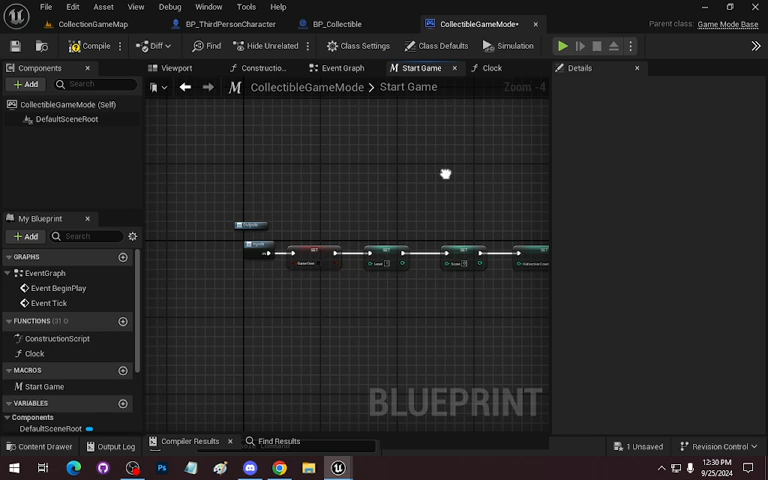 File Edit Asset View Debug Window Tools Help
CollectionGameMap BP_ThirdPersonCharacter BP_Collectible CollectibleGameMode• Parent class: Game Mode Base
Compile Diff Find Hide Unrelated Class Settings Class Defaults Simulation
Components Viewport Constructio... Event Graph Start Game Clock Details
Add Search CollectibleGameMode > Start Game Zoom -4
CollectibleGameMode (Self)
DefaultSceneRoot
My Blueprint
Add Search
GRAPHS
EventGraph
Event BeginPlay
Event Tick
FUNCTIONS (31 O
ConstructionScript
Clock
MACROS
Start Game
VARIABLES
Components
DefaultSceneRoot
Outputs
Inputs SET SET SET SET
BLUEPRINT
Compiler Results Find Results
Content Drawer Output Log 1 Unsaved Revision Control
12:30 PM
9/25/2024